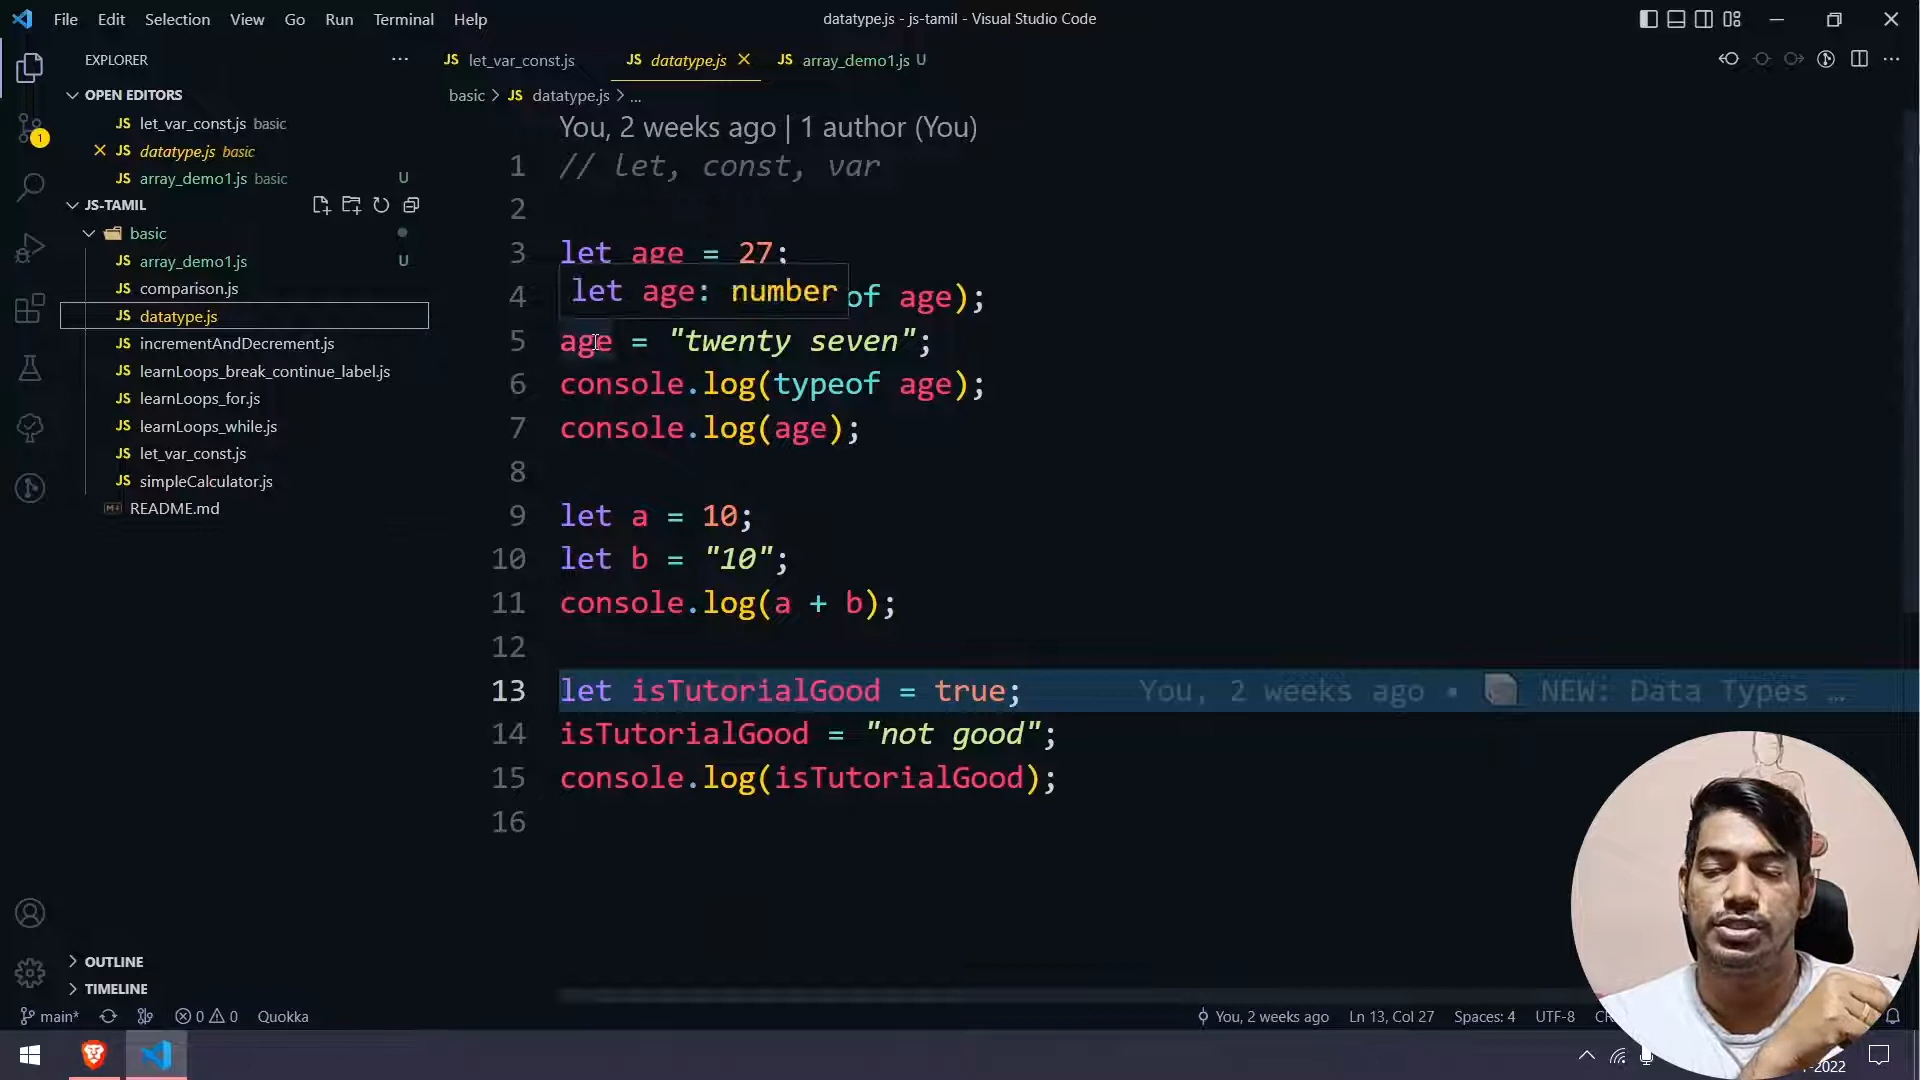 File Edit Selection View Go Run Terminal Help
datatype.js - js-tamil - Visual Studio Code
EXPLORER
OPEN EDITORS
JS let_var_const.js basic
JS datatype.js basic
JS array_demo1.js basic U
JS-TAMIL
basic
JS array_demo1.js U
JS comparison.js
JS datatype.js
JS incrementAndDecrement.js
JS learnLoops_break_continue_label.js
JS learnLoops_for.js
JS learnLoops_while.js
JS let_var_const.js
JS simpleCalculator.js
README.md
OUTLINE
TIMELINE
1
JS let_var_const.js JS datatype.js JS array_demo1.js U
basic > JS datatype.js > ...
You, 2 weeks ago | 1 author (You)
1 // let, const, var
2
3 let age = 27;
let age: number
4 of age);
5 age = "twenty seven";
6 console.log(typeof age);
7 console.log(age);
8
9 let a = 10;
10 let b = "10";
11 console.log(a + b);
12
13 let isTutorialGood = true; You, 2 weeks ago • NEW: Data Types …
14 isTutorialGood = "not good";
15 console.log(isTutorialGood);
16
main* 0 0 Quokka You, 2 weeks ago Ln 13, Col 27 Spaces: 4 UTF-8
-2022